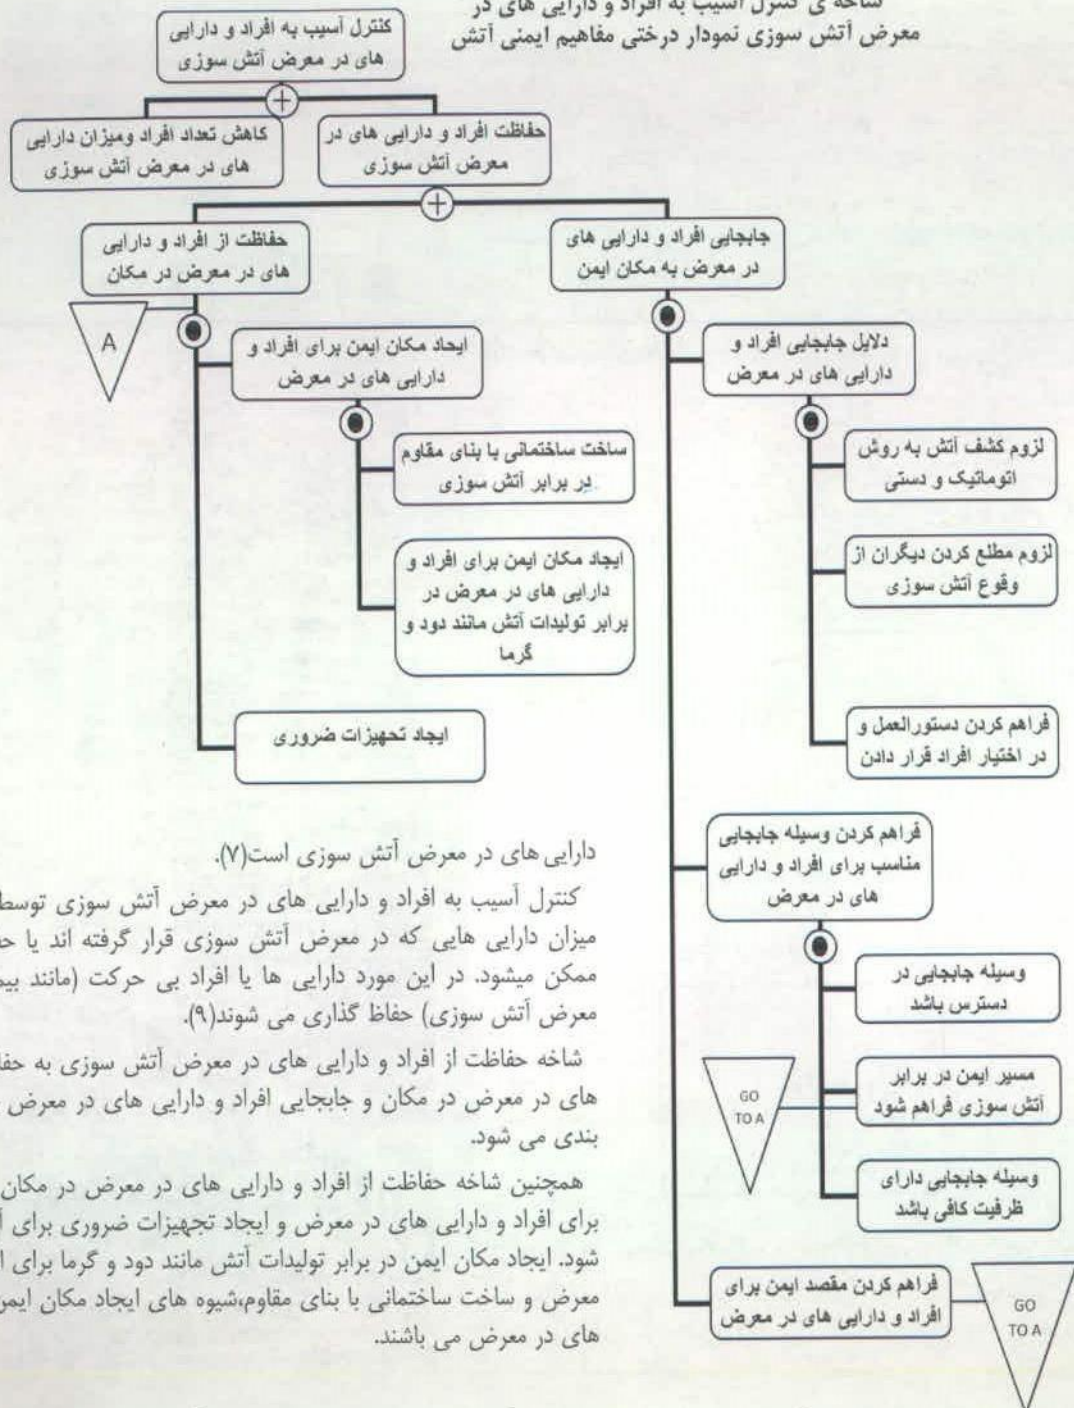 شاخه ی کنترل آسیب به افراد و دارایی های در
معرض آتش سوزی نمودار درختی مفاهیم ایمنی آتش
کنترل آسیب به افراد و دارایی
های در معرض آتش سوزی
حفاظت افراد و دارایی های در
معرض آتش سوزی
کاهش تعداد افراد ومیزان دارایی
های در معرض آتش سوزی
جابجایی افراد و دارایی های
در معرض به مکان ایمن
حفاظت از افراد و دارایی
های در معرض در مکان
A
دلایل جابجایی افراد و
دارایی های در معرض
ایحاد مکان ایمن برای افراد و
دارایی های در معرض
لزوم کشف آتش به روش
اتوماتیک و دستی
ساخت ساختمانی با بنای مقاوم
در برابر آتش سوزی
لزوم مطلع کردن دیگران از
وقوع آتش سوزی
ایجاد مکان ایمن برای افراد و
دارایی های در معرض در
برابر تولیدات آتش مانند دود و
گرما
فراهم کردن دستورالعمل و
در اختیار افراد قرار دادن
ایجاد تحهیزات ضروری
فراهم کردن وسیله جابجایی
مناسب برای افراد و دارایی
های در معرض
وسیله جابجایی در
دسترس باشد
مسیر ایمن در برابر
آتش سوزی فراهم شود
GO
TO A
وسیله جابجایی دارای
ظرفیت کافی باشد
فراهم کردن مقصد ایمن برای
افراد و دارایی های در معرض
GO
TO A
دارایی های در معرض آتش سوزی است(۷).
کنترل آسیب به افراد و دارایی های در معرض آتش سوزی توسط
میزان دارایی هایی که در معرض آتش سوزی قرار گرفته اند یا
ممکن میشود. در این مورد دارایی ها یا افراد بی حرکت (مانند
معرض آتش سوزی) حفاظ گذاری می شوند(۹).
شاخه حفاظت از افراد و دارایی های در معرض آتش سوزی به
های در معرض در مکان و جابجایی افراد و دارایی های در معرض
بندی می شود.
همچنین شاخه حفاظت از افراد و دارایی های در معرض در مکان
برای افراد و دارایی های در معرض و ایجاد تجهیزات ضروری برای
شود. ایجاد مکان ایمن در برابر تولیدات آتش مانند دود و گرما برای
معرض و ساخت ساختمانی با بنای مقاوم،شیوه های ایجاد مکان ایمن
های در معرض می باشند.